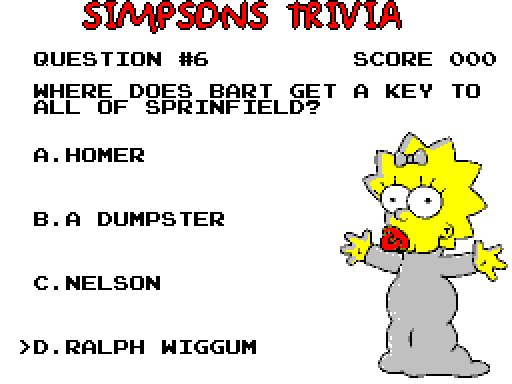 SIMPSONS TRIVIA
QUESTION #6 SCORE 000
WHERE DOES BART GET A KEY TO
ALL OF SPRINFIELD?
A.HOMER
B.A DUMPSTER
C.NELSON
>D.RALPH WIGGUM